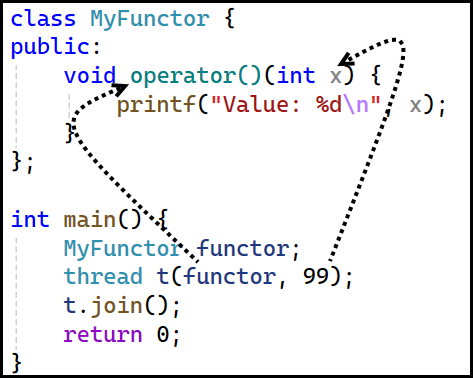 class MyFunctor {
public:
    void operator()(int x) {
        printf("Value: %d\n", x);
    }
};

int main() {
    MyFunctor functor;
    thread t(functor, 99);
    t.join();
    return 0;
}